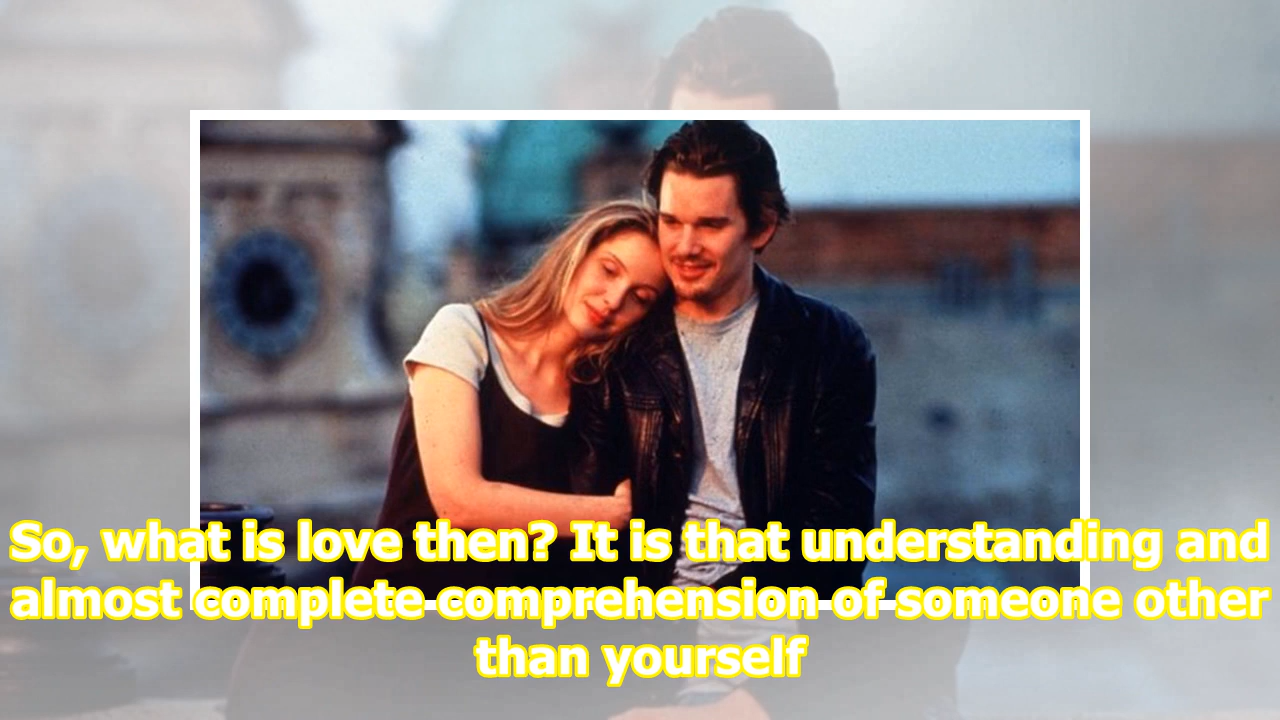 So, what is love then? It is that understanding and
almost complete comprehension of someone other
than yourself